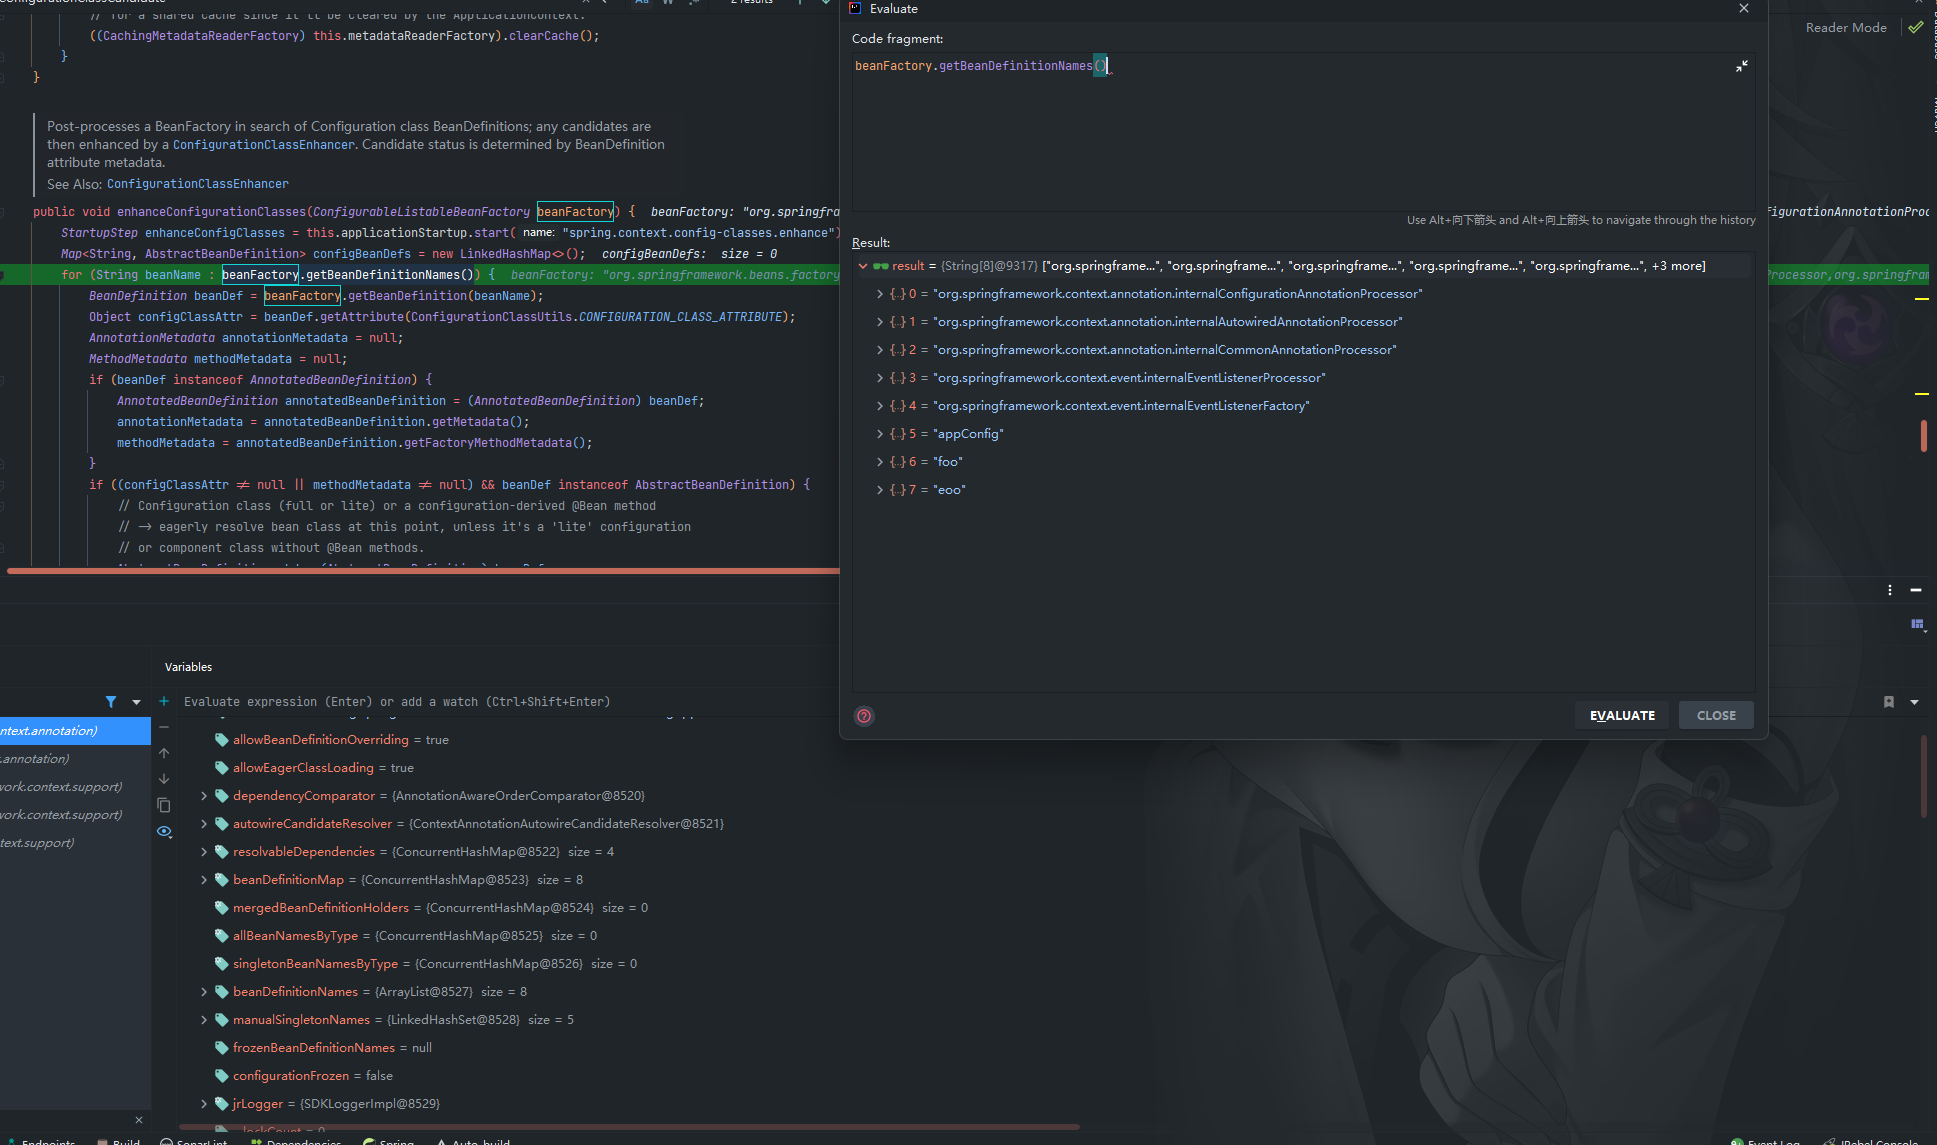 // for a shared cache since it'll be cleared by the ApplicationContext.
((CachingMetadataReaderFactory) this.metadataReaderFactory).clearCache();
}
}
Post-processes a BeanFactory in search of Configuration class BeanDefinitions; any candidates are
then enhanced by a ConfigurationClassEnhancer. Candidate status is determined by BeanDefinition
attribute metadata.
See Also: ConfigurationClassEnhancer
public void enhanceConfigurationClasses(ConfigurableListableBeanFactory beanFactory) { beanFactory: "org.springfra
StartupStep enhanceConfigClasses = this.applicationStartup.start( name: "spring.context.config-classes.enhance")
Map<String, AbstractBeanDefinition> configBeanDefs = new LinkedHashMap<>(); configBeanDefs: size = 0
for (String beanName : beanFactory.getBeanDefinitionNames()) { beanFactory: "org.springframework.beans.factory
BeanDefinition beanDef = beanFactory.getBeanDefinition(beanName);
Object configClassAttr = beanDef.getAttribute(ConfigurationClassUtils.CONFIGURATION_CLASS_ATTRIBUTE);
AnnotationMetadata annotationMetadata = null;
MethodMetadata methodMetadata = null;
if (beanDef instanceof AnnotatedBeanDefinition) {
AnnotatedBeanDefinition annotatedBeanDefinition = (AnnotatedBeanDefinition) beanDef;
annotationMetadata = annotatedBeanDefinition.getMetadata();
methodMetadata = annotatedBeanDefinition.getFactoryMethodMetadata();
}
if ((configClassAttr != null || methodMetadata != null) && beanDef instanceof AbstractBeanDefinition) {
// Configuration class (full or lite) or a configuration-derived @Bean method
// -> eagerly resolve bean class at this point, unless it's a 'lite' configuration
// or component class without @Bean methods.
Evaluate
Code fragment:
beanFactory.getBeanDefinitionNames()
Use Alt+向下箭头 and Alt+向上箭头 to navigate through the history
Result:
result = {String[8]@9317} ["org.springframe...", "org.springframe...", "org.springframe...", "org.springframe...", "org.springframe...", +3 more]
{..} 0 = "org.springframework.context.annotation.internalConfigurationAnnotationProcessor"
{..} 1 = "org.springframework.context.annotation.internalAutowiredAnnotationProcessor"
{..} 2 = "org.springframework.context.annotation.internalCommonAnnotationProcessor"
{..} 3 = "org.springframework.context.event.internalEventListenerProcessor"
{..} 4 = "org.springframework.context.event.internalEventListenerFactory"
{..} 5 = "appConfig"
{..} 6 = "foo"
{..} 7 = "eoo"
EVALUATE CLOSE
Reader Mode
figurationAnnotationProc
Processor,org.springfram
Variables
Evaluate expression (Enter) or add a watch (Ctrl+Shift+Enter)
ntext.annotation)
.annotation)
work.context.support)
work.context.support)
text.support)
allowBeanDefinitionOverriding = true
allowEagerClassLoading = true
dependencyComparator = {AnnotationAwareOrderComparator@8520}
autowireCandidateResolver = {ContextAnnotationAutowireCandidateResolver@8521}
resolvableDependencies = {ConcurrentHashMap@8522} size = 4
beanDefinitionMap = {ConcurrentHashMap@8523} size = 8
mergedBeanDefinitionHolders = {ConcurrentHashMap@8524} size = 0
allBeanNamesByType = {ConcurrentHashMap@8525} size = 0
singletonBeanNamesByType = {ConcurrentHashMap@8526} size = 0
beanDefinitionNames = {ArrayList@8527} size = 8
manualSingletonNames = {LinkedHashSet@8528} size = 5
frozenBeanDefinitionNames = null
configurationFrozen = false
jrLogger = {SDKLoggerImpl@8529}
Endpoints Build SonarLint Dependencies Spring Auto-build Event Log JRebel Console